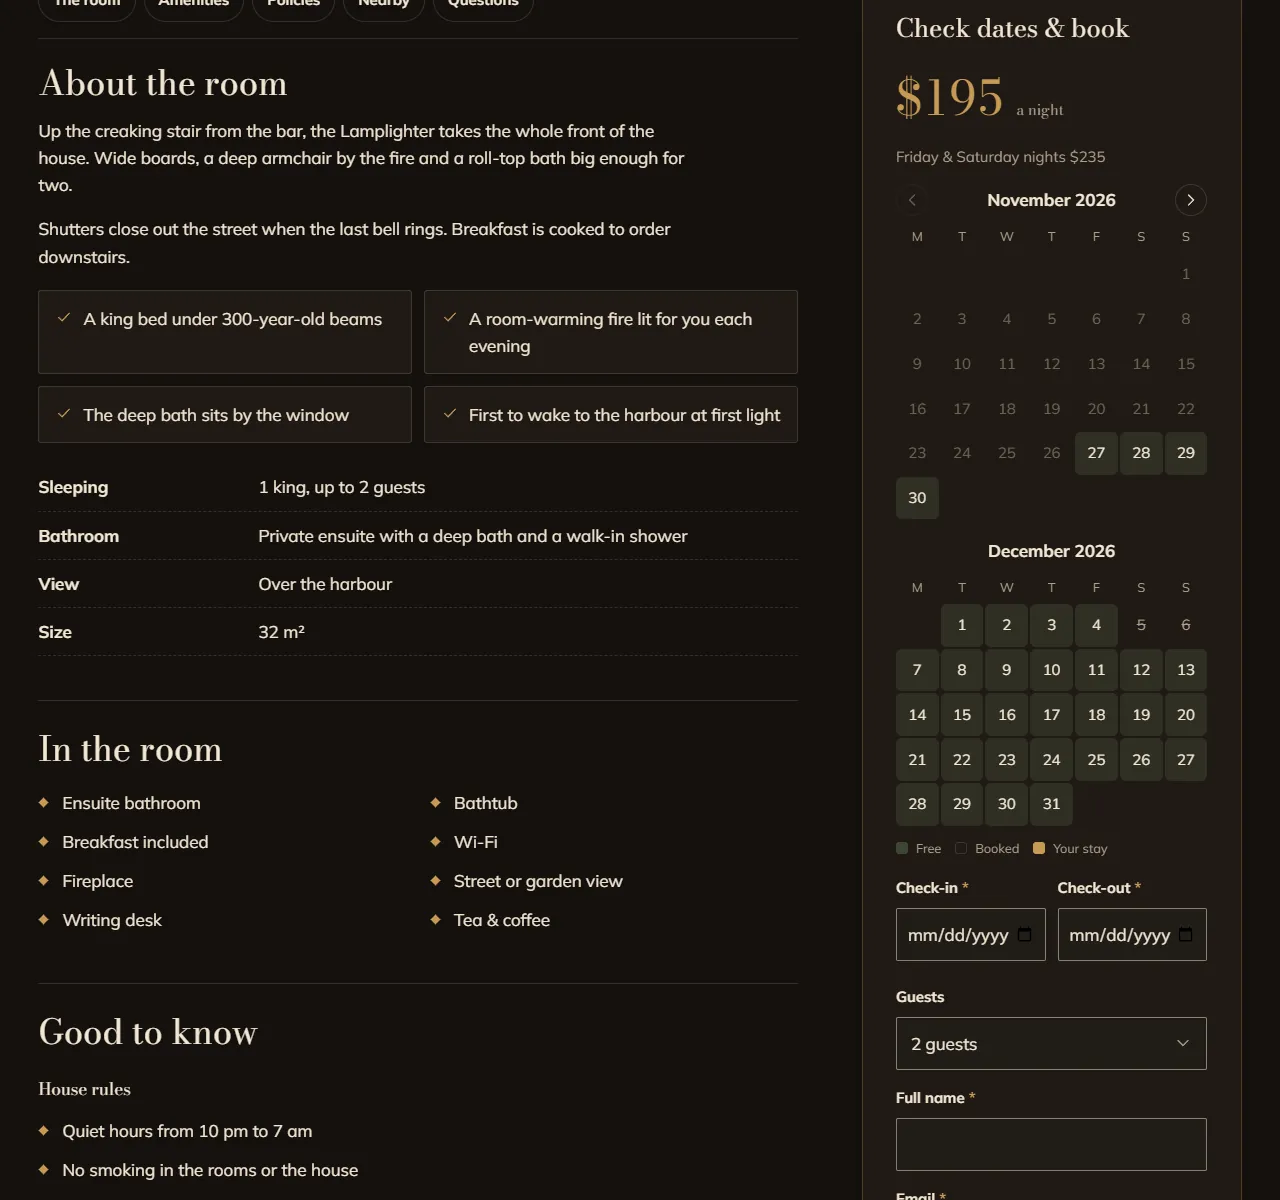 The room Amenities Policies Nearby Questions
About the room
Up the creaking stair from the bar, the Lamplighter takes the whole front of the
house. Wide boards, a deep armchair by the fire and a roll-top bath big enough for
two.
Shutters close out the street when the last bell rings. Breakfast is cooked to order
downstairs.
A king bed under 300-year-old beams
A room-warming fire lit for you each
evening
The deep bath sits by the window
First to wake to the harbour at first light
Sleeping 1 king, up to 2 guests
Bathroom Private ensuite with a deep bath and a walk-in shower
View Over the harbour
Size 32 m²
In the room
Ensuite bathroom
Bathtub
Breakfast included
Wi-Fi
Fireplace
Street or garden view
Writing desk
Tea & coffee
Good to know
House rules
Quiet hours from 10 pm to 7 am
No smoking in the rooms or the house
Check dates & book
$195 a night
Friday & Saturday nights $235
November 2026
M T W T F S S
1
2 3 4 5 6 7 8
9 10 11 12 13 14 15
16 17 18 19 20 21 22
23 24 25 26 27 28 29
30
December 2026
M T W T F S S
1 2 3 4 5 6
7 8 9 10 11 12 13
14 15 16 17 18 19 20
21 22 23 24 25 26 27
28 29 30 31
Free Booked Your stay
Check-in * Check-out *
mm/dd/yyyy mm/dd/yyyy
Guests
2 guests
Full name *
Email *